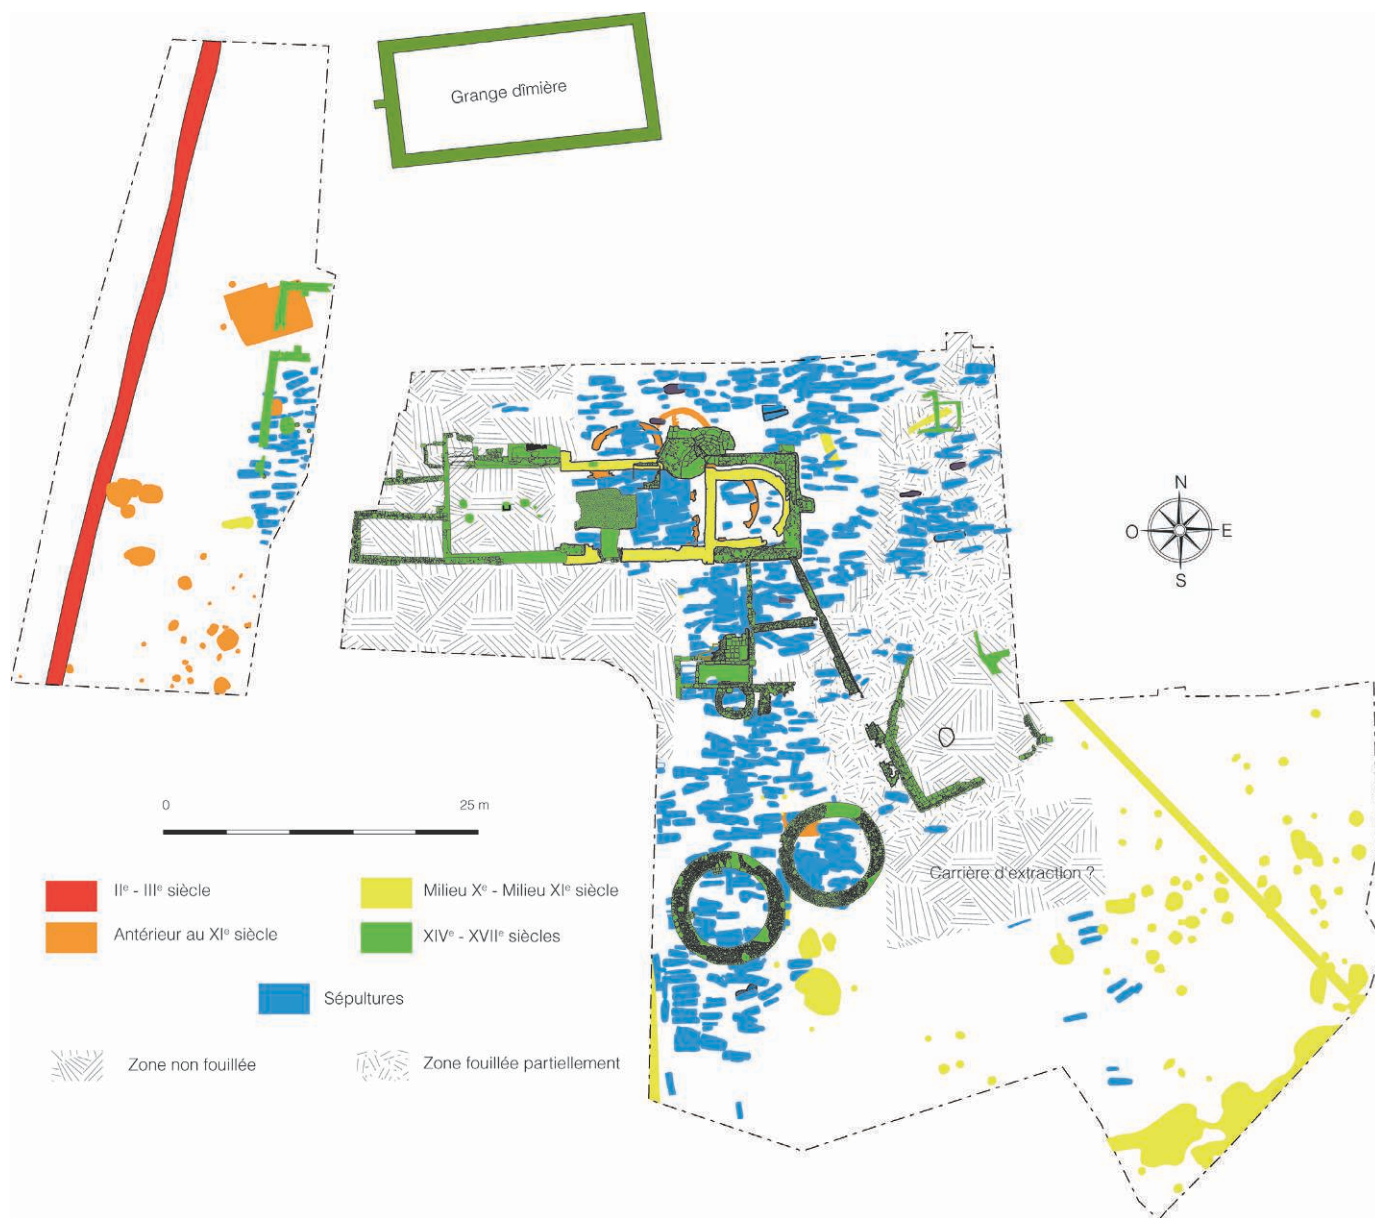 Grange dîmière
N
O
E
S
0
25 m
Carrière d'extraction ?
IIᵉ - IIIᵉ siècle
Milieu Xᵉ - Milieu XIᵉ siècle
Antérieur au XIᵉ siècle
XIVᵉ - XVIIᵉ siècles
Sépultures
Zone non fouillée
Zone fouillée partiellement